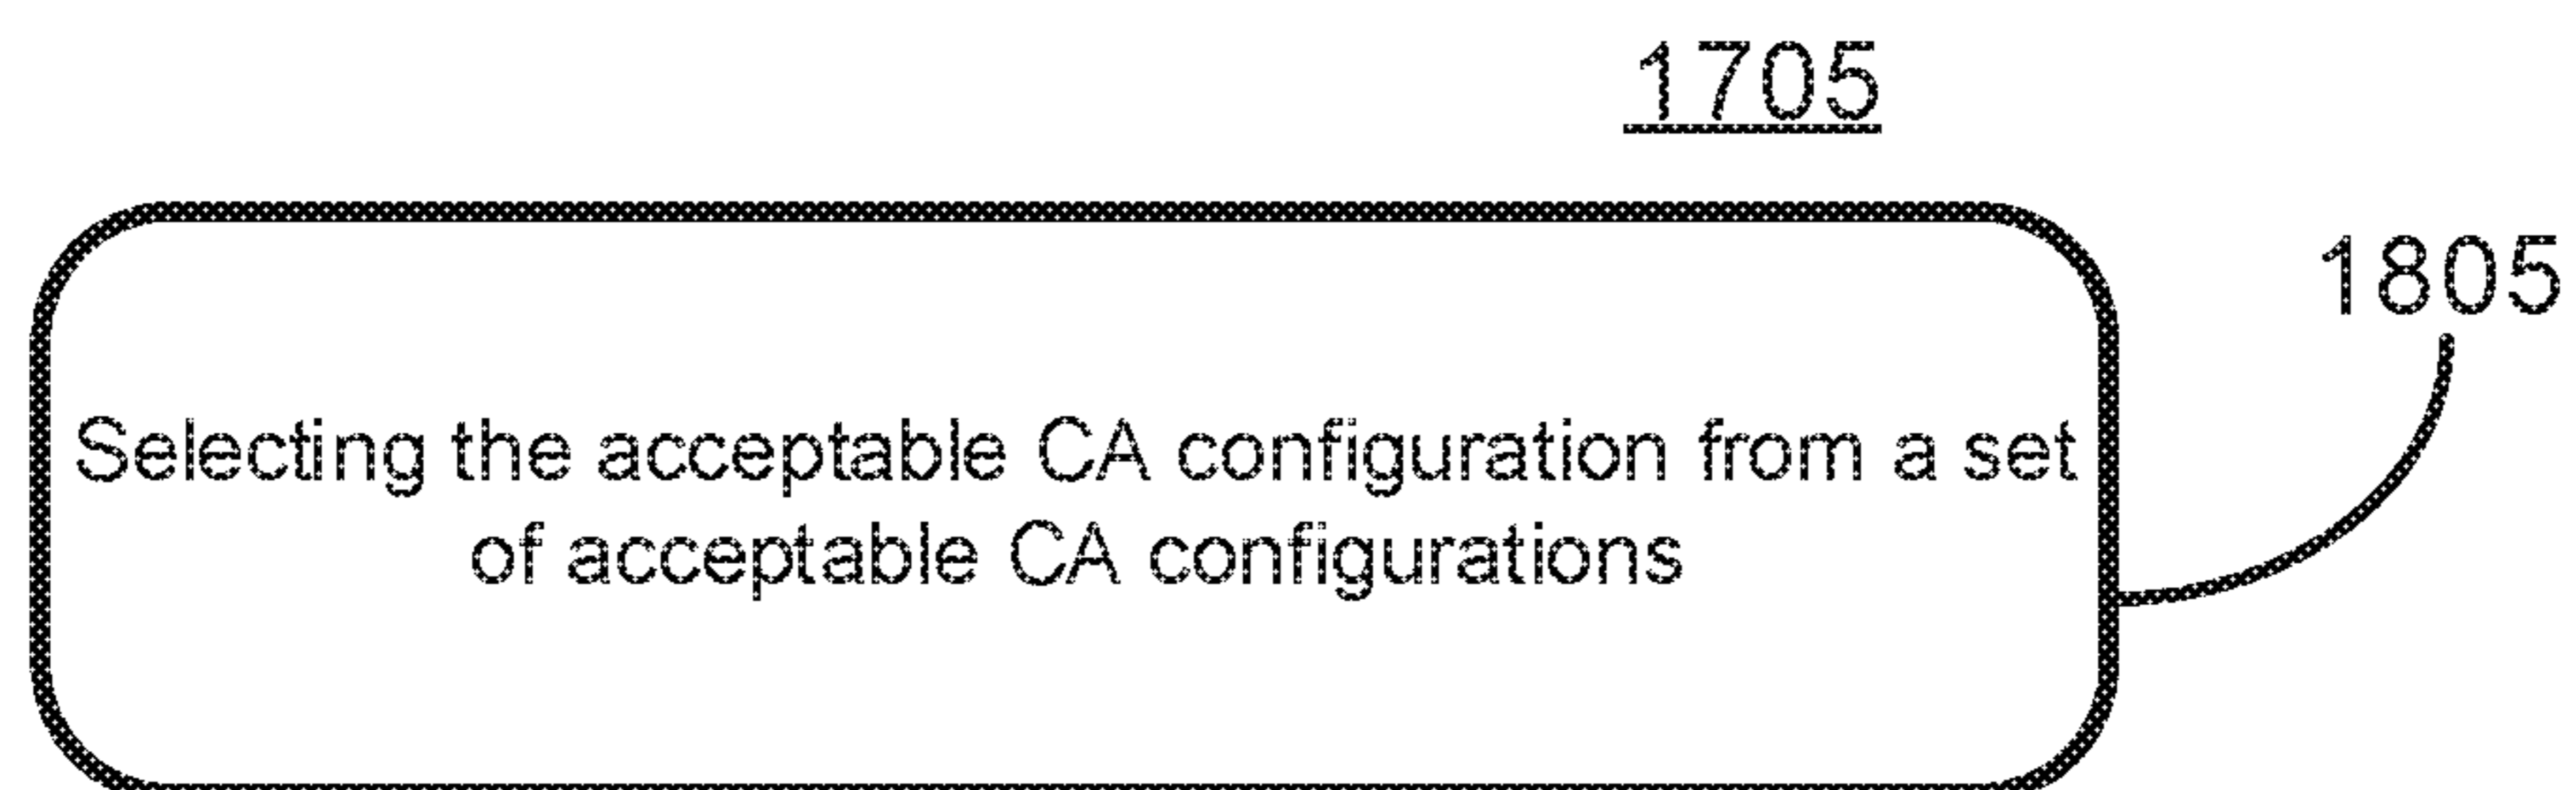 1705
1805
Selecting the acceptable CA configuration from a set
of acceptable CA configurations